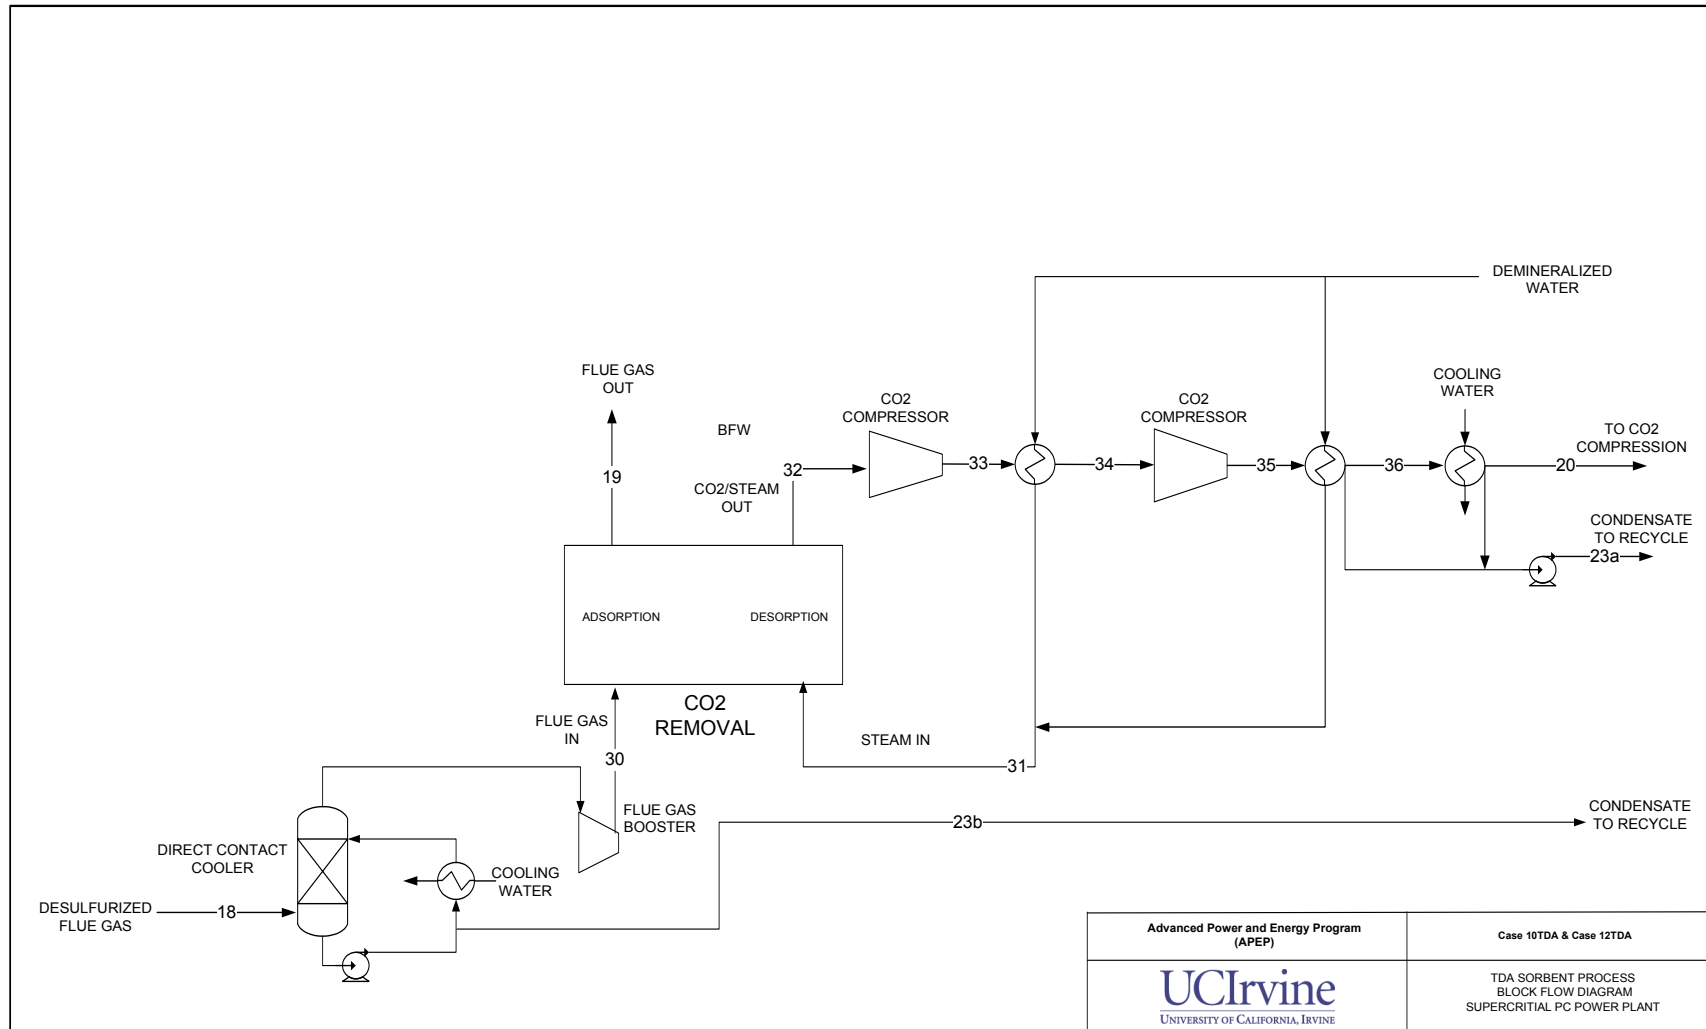 DEMINERALIZED
WATER
FLUE GAS
OUT
BFW
CO2
COMPRESSOR
CO2
COMPRESSOR
COOLING
WATER
TO CO2
COMPRESSION
19
32
33
34
35
36
20
CO2/STEAM
OUT
CONDENSATE
TO RECYCLE
23a
ADSORPTION
DESORPTION
CO2
REMOVAL
FLUE GAS
IN
30
STEAM IN
31
FLUE GAS
BOOSTER
23b
CONDENSATE
TO RECYCLE
DIRECT CONTACT
COOLER
COOLING
WATER
DESULFURIZED
FLUE GAS
18
Advanced Power and Energy Program
(APEP)
Case 10TDA & Case 12TDA
UCIrvine
UNIVERSITY OF CALIFORNIA, IRVINE
TDA SORBENT PROCESS
BLOCK FLOW DIAGRAM
SUPERCRITIAL PC POWER PLANT